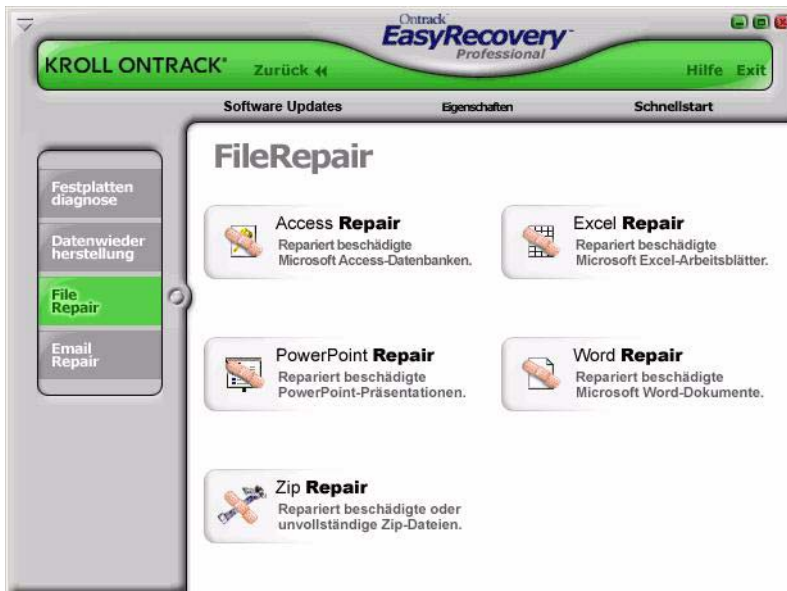 Ontrack
EasyRecovery
Professional
KROLL ONTRACK
Zurück
Hilfe Exit
Software Updates Eigenschaften Schnellstart
FileRepair
Festplatten
diagnose
Datenwieder
herstellung
File
Repair
Email
Repair
Access Repair
Repariert beschädigte
Microsoft Access-Datenbanken.
Excel Repair
Repariert beschädigte
Microsoft Excel-Arbeitsblätter.
PowerPoint Repair
Repariert beschädigte
PowerPoint-Präsentationen.
Word Repair
Repariert beschädigte
Microsoft Word-Dokumente.
Zip Repair
Repariert beschädigte oder
unvollständige Zip-Dateien.